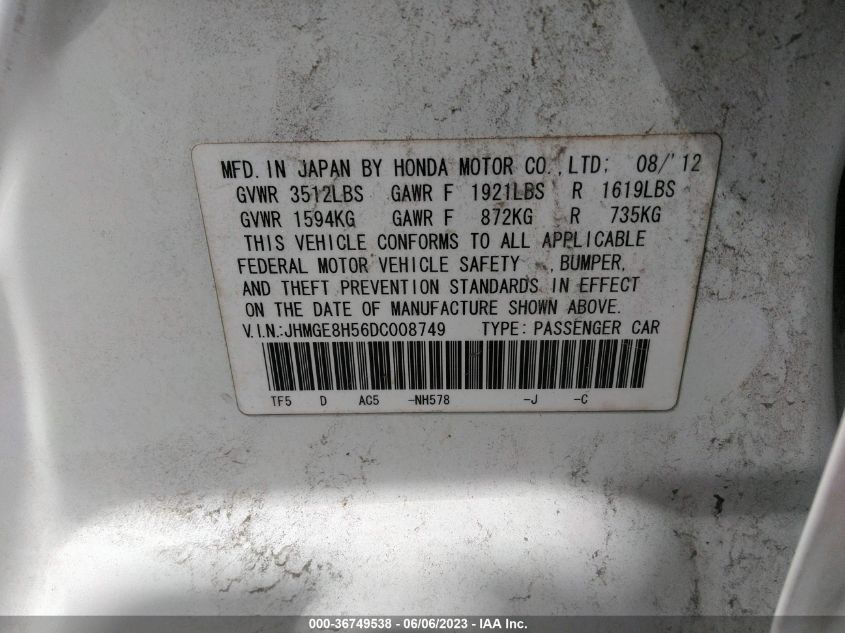 MFD. IN JAPAN BY HONDA MOTOR CO., LTD; 08/'12
GVWR 3512LBS GAWR F 1921LBS R 1619LBS
GVWR 1594KG GAWR F 872KG R 735KG
THIS VEHICLE CONFORMS TO ALL APPLICABLE
FEDERAL MOTOR VEHICLE SAFETY , BUMPER,
AND THEFT PREVENTION STANDARDS IN EFFECT
ON THE DATE OF MANUFACTURE SHOWN ABOVE.
V.I.N.:JHMGE8H56DC008749 TYPE: PASSENGER CAR
TF5 D AC5 -NH578 -J -C
000-36749538 - 06/06/2023 - IAA Inc.